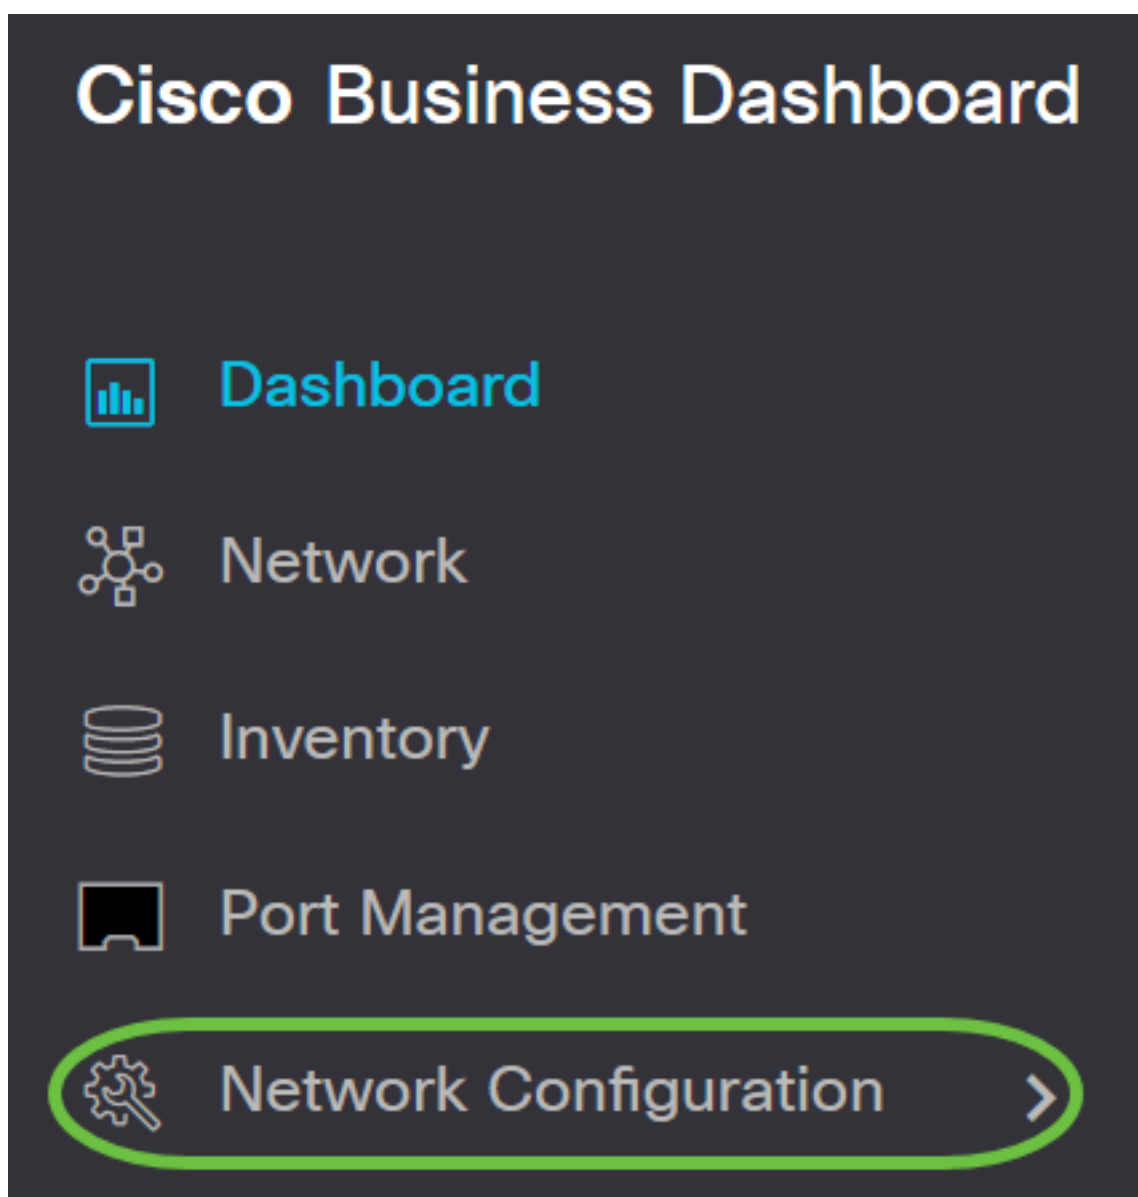 Cisco Business Dashboard
Dashboard
Network
Inventory
Port Management
Network Configuration